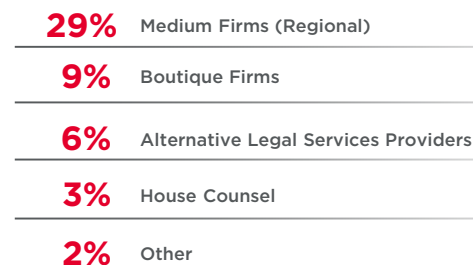 29% Medium Firms (Regional)
9% Boutique Firms
6% Alternative Legal Services Providers
3% House Counsel
2% Other